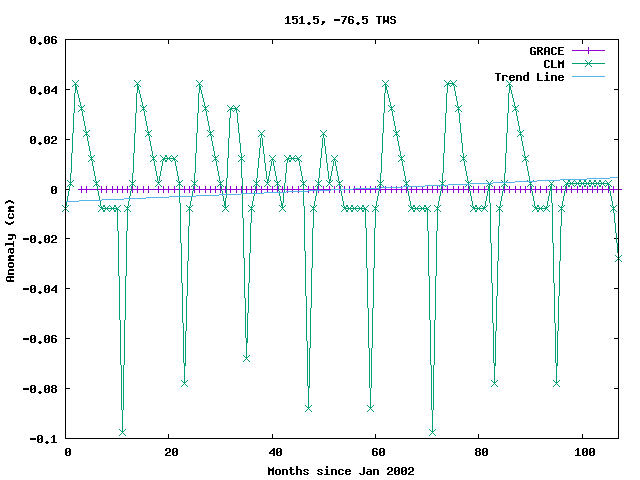 151.5, -76.5 TWS
GRACE
CLM
Trend Line
0.06
0.04
0.02
0
-0.02
-0.04
-0.06
-0.08
-0.1
Anomaly (cm)
0 20 40 60 80 100
Months since Jan 2002